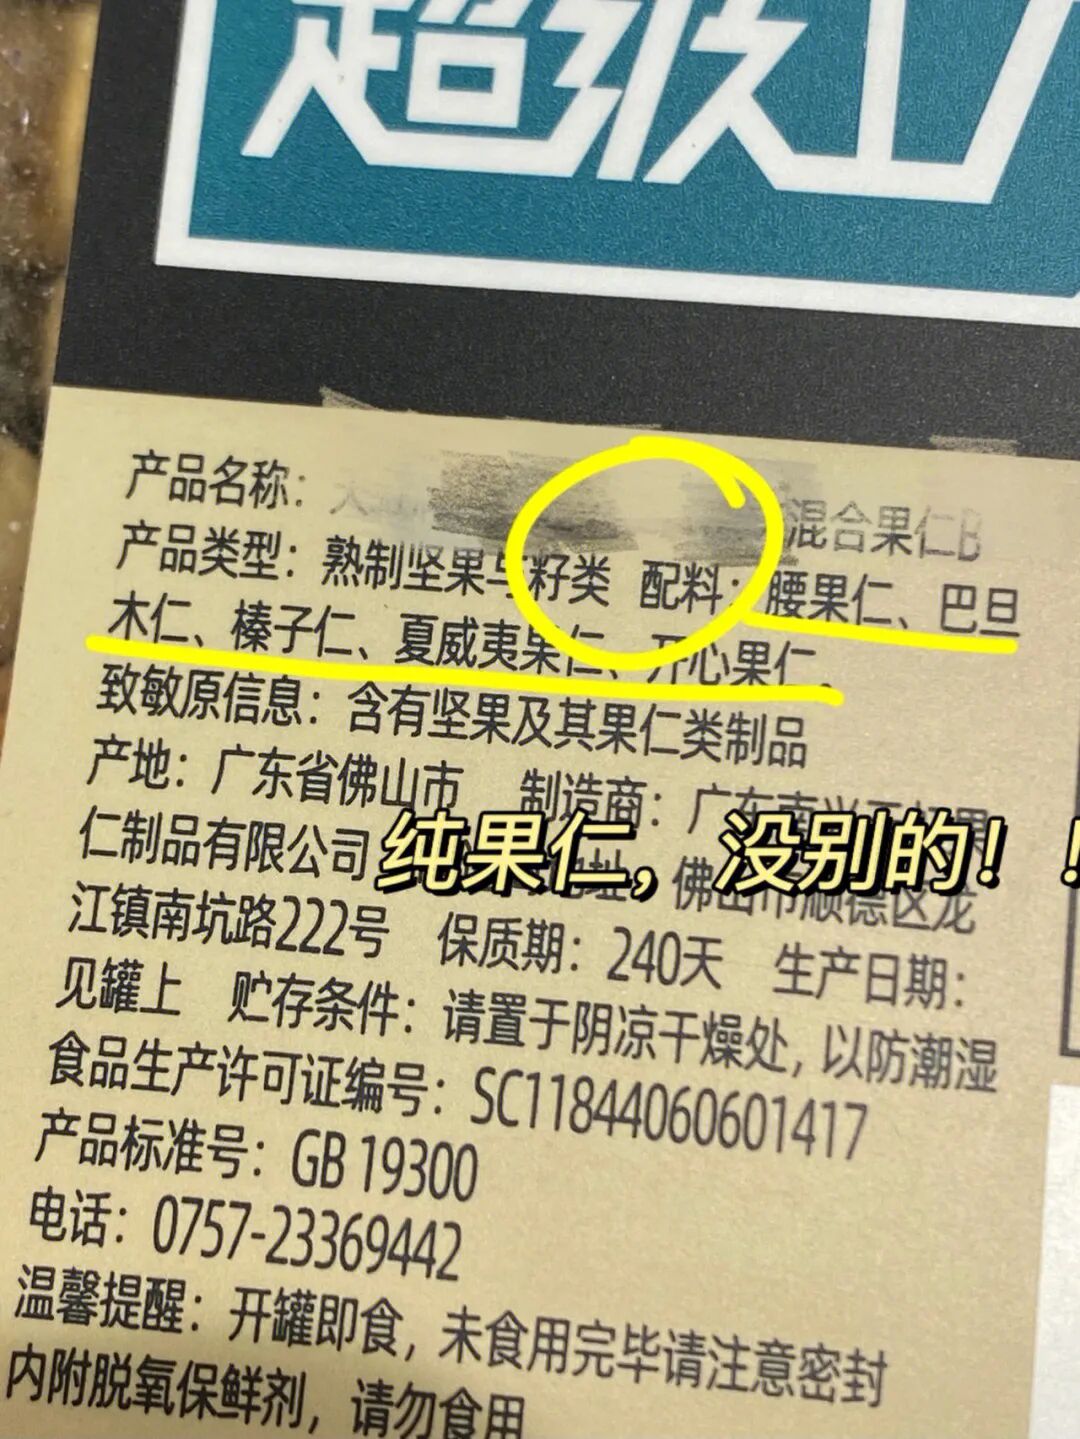 超级工
产品名称：混合果仁B
产品类型：熟制坚果与籽类 配料：腰果仁、巴旦
木仁、榛子仁、夏威夷果仁、开心果仁。
致敏原信息：含有坚果及其果仁类制品
产地：广东省佛山市 制造商：广东南兴
仁制品有限公司
纯果仁，没别的！！
地址：佛山市顺德区龙
江镇南坑路222号 保质期：240天 生产日期：
见罐上 贮存条件：请置于阴凉干燥处，以防潮湿
食品生产许可证编号：SC11844060601417
产品标准号：GB 19300
电话：0757-23369442
温馨提醒：开罐即食，未食用完毕请注意密封
内附脱氧保鲜剂，请勿食用